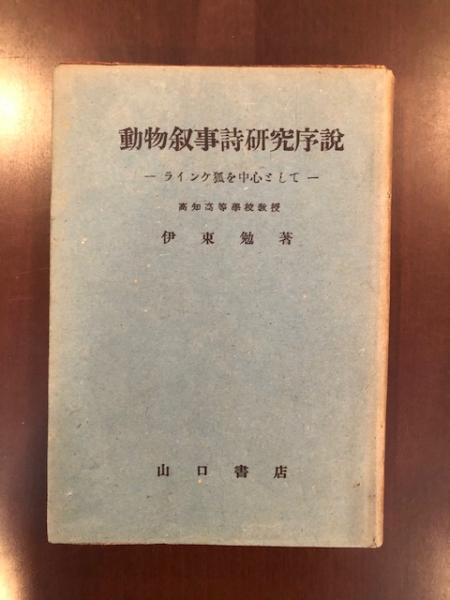 動物叙事詩研究序説
― ラインケ狐を中心として ―
高知高等學校教授
伊東勉著
山口書店